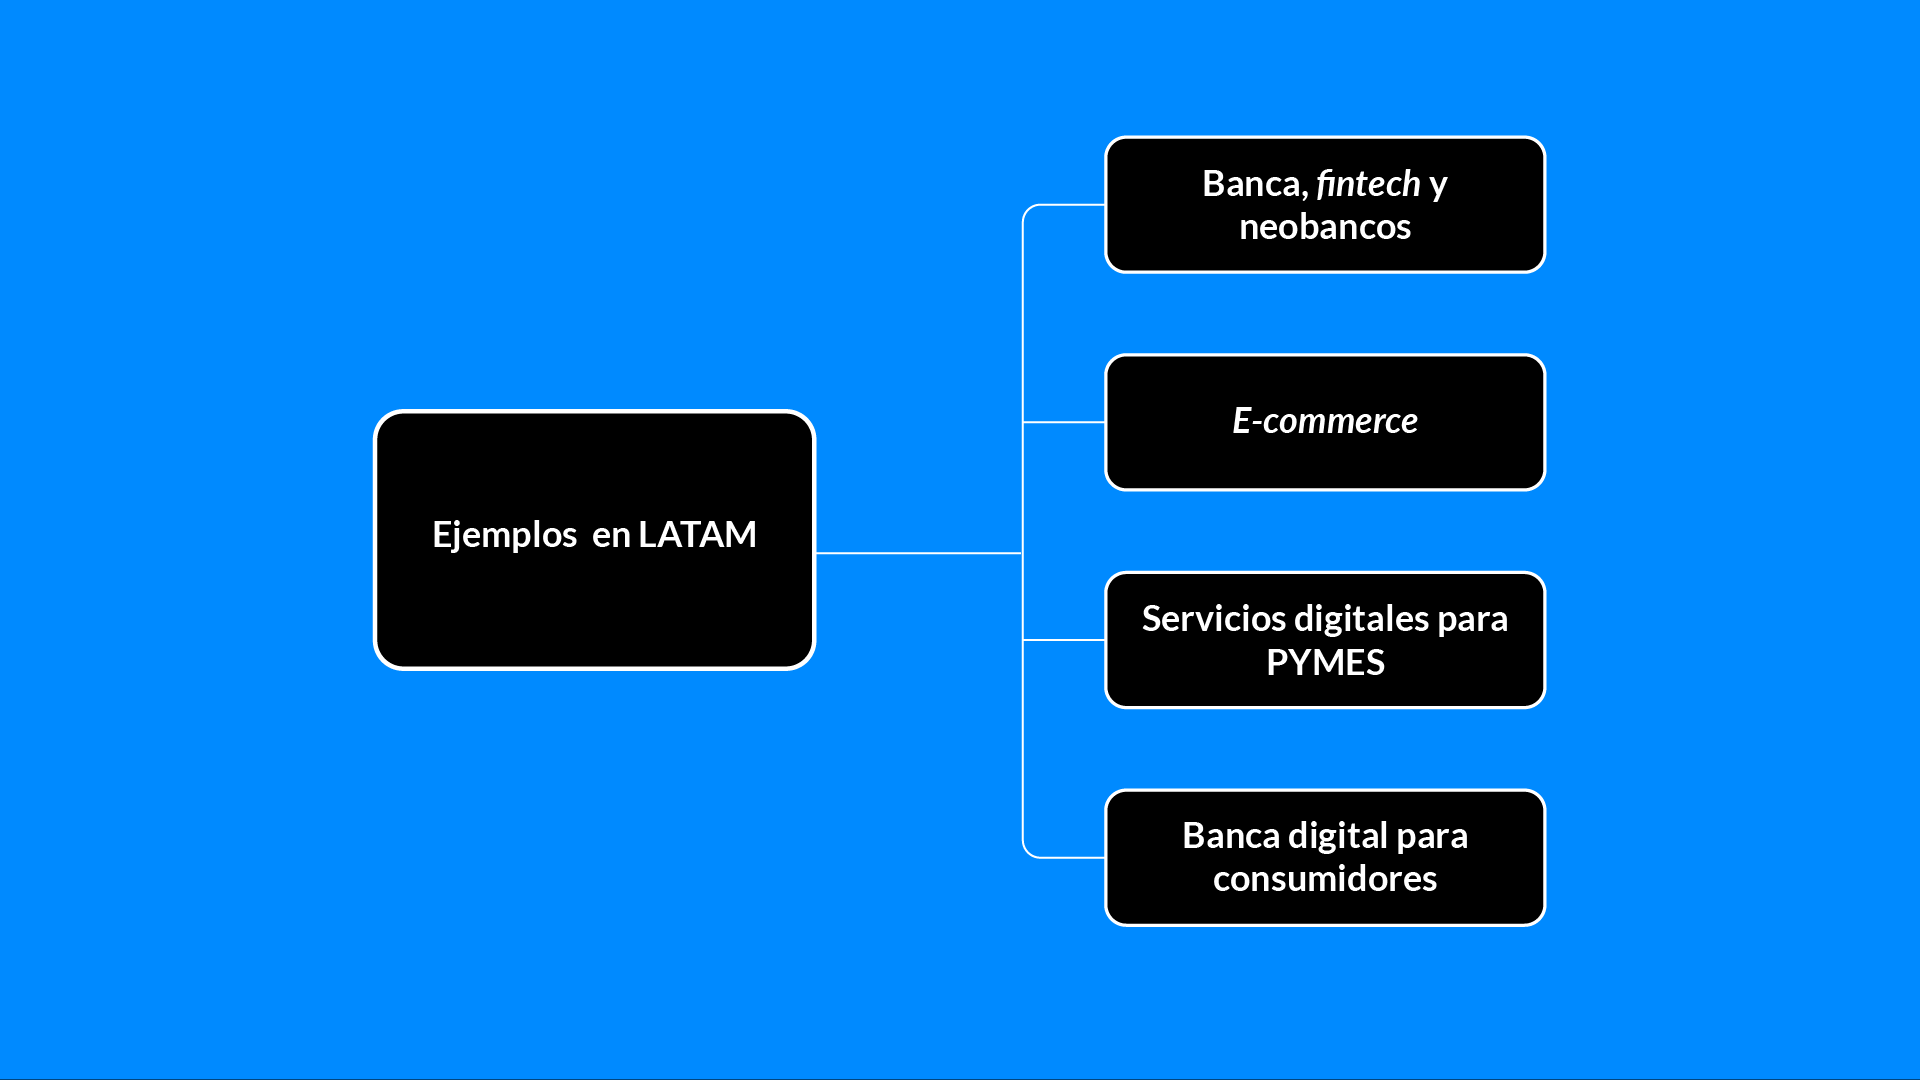 Ejemplos  en LATAM
Banca, fintech y
neobancos
E-commerce
Servicios digitales para
PYMES
Banca digital para
consumidores